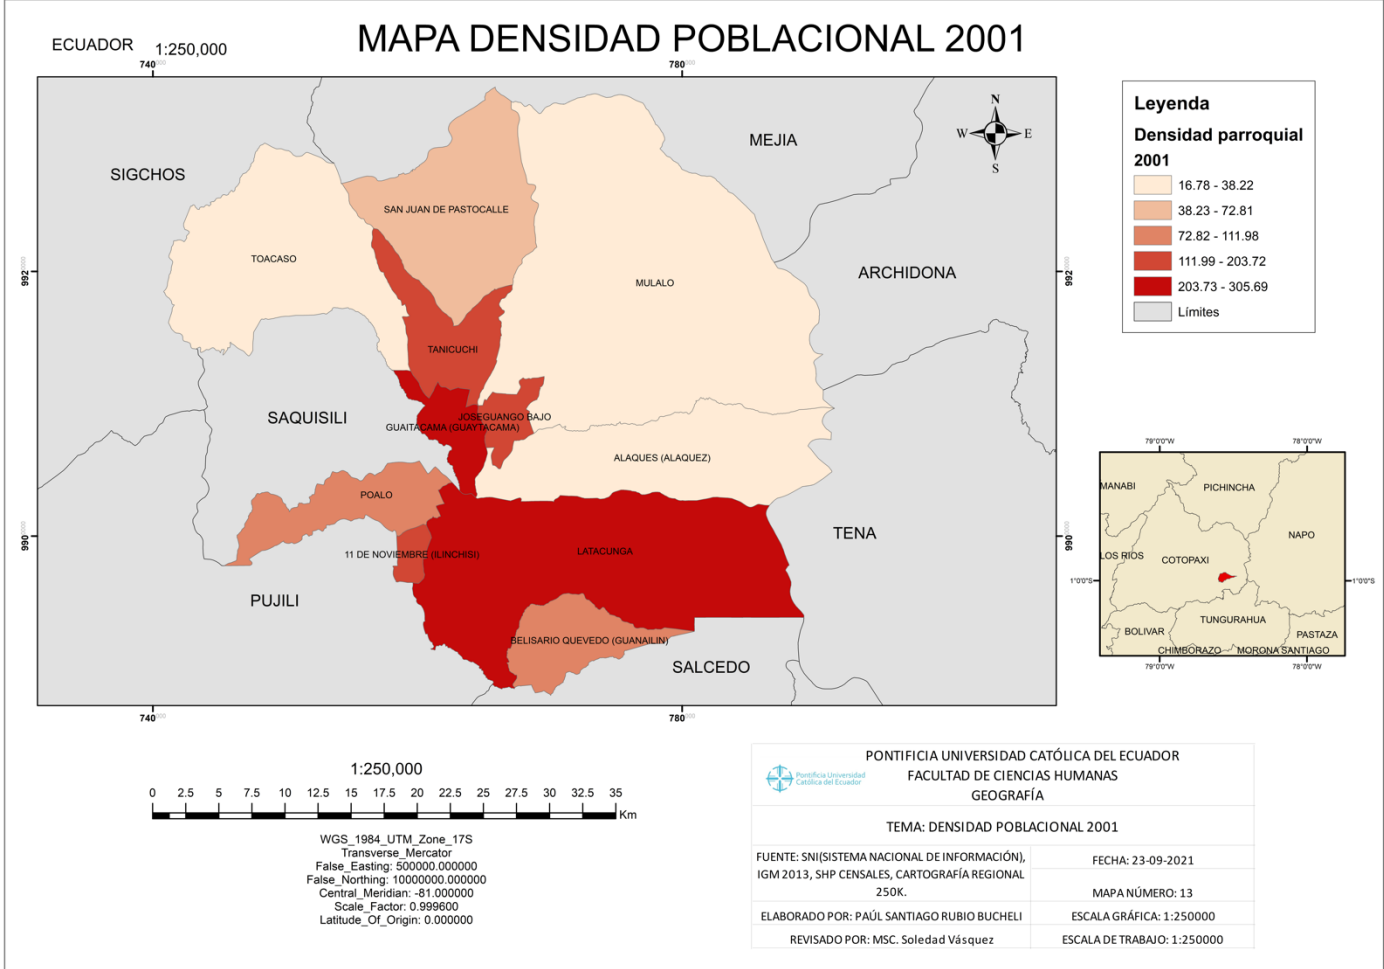 ECUADOR 1:250,000
MAPA DENSIDAD POBLACIONAL 2001
740000
780000
992
990
SIGCHOS
SAN JUAN DE PASTOCALLE
MEJIA
TOACASO
MULALO
ARCHIDONA
TANICUCHI
SAQUISILI
JOSEGUANGO BAJO
GUAITACAMA (GUAYTACAMA)
ALAQUES (ALAQUEZ)
POALO
11 DE NOVIEMBRE (ILINCHISI)
LATACUNGA
TENA
PUJILI
BELISARIO QUEVEDO (GUANAILIN)
SALCEDO
992
990
740000
780000
N
W E
S
Leyenda
Densidad parroquial
2001
16.78 - 38.22
38.23 - 72.81
72.82 - 111.98
111.99 - 203.72
203.73 - 305.69
Límites
79°0'0"W
78°0'0"W
MANABI
PICHINCHA
NAPO
LOS RIOS
COTOPAXI
1°0'0"S
1°0'0"S
TUNGURAHUA
BOLIVAR
PASTAZA
CHIMBORAZO
MORONA SANTIAGO
79°0'0"W
78°0'0"W
1:250,000
0 2.5 5 7.5 10 12.5 15 17.5 20 22.5 25 27.5 30 32.5 35
Km
WGS_1984_UTM_Zone_17S
Transverse_Mercator
False_Easting: 500000.000000
False_Northing: 10000000.000000
Central_Meridian: -81.000000
Scale_Factor: 0.999600
Latitude_Of_Origin: 0.000000
Pontificia Universidad
Católica del Ecuador
PONTIFICIA UNIVERSIDAD CATÓLICA DEL ECUADOR
FACULTAD DE CIENCIAS HUMANAS
GEOGRAFÍA
TEMA: DENSIDAD POBLACIONAL 2001
FUENTE: SNI(SISTEMA NACIONAL DE INFORMACIÓN),
IGM 2013, SHP CENSALES, CARTOGRAFÍA REGIONAL
250K.
FECHA: 23-09-2021
MAPA NÚMERO: 13
ELABORADO POR: PAÚL SANTIAGO RUBIO BUCHELI
ESCALA GRÁFICA: 1:250000
REVISADO POR: MSC. Soledad Vásquez
ESCALA DE TRABAJO: 1:250000